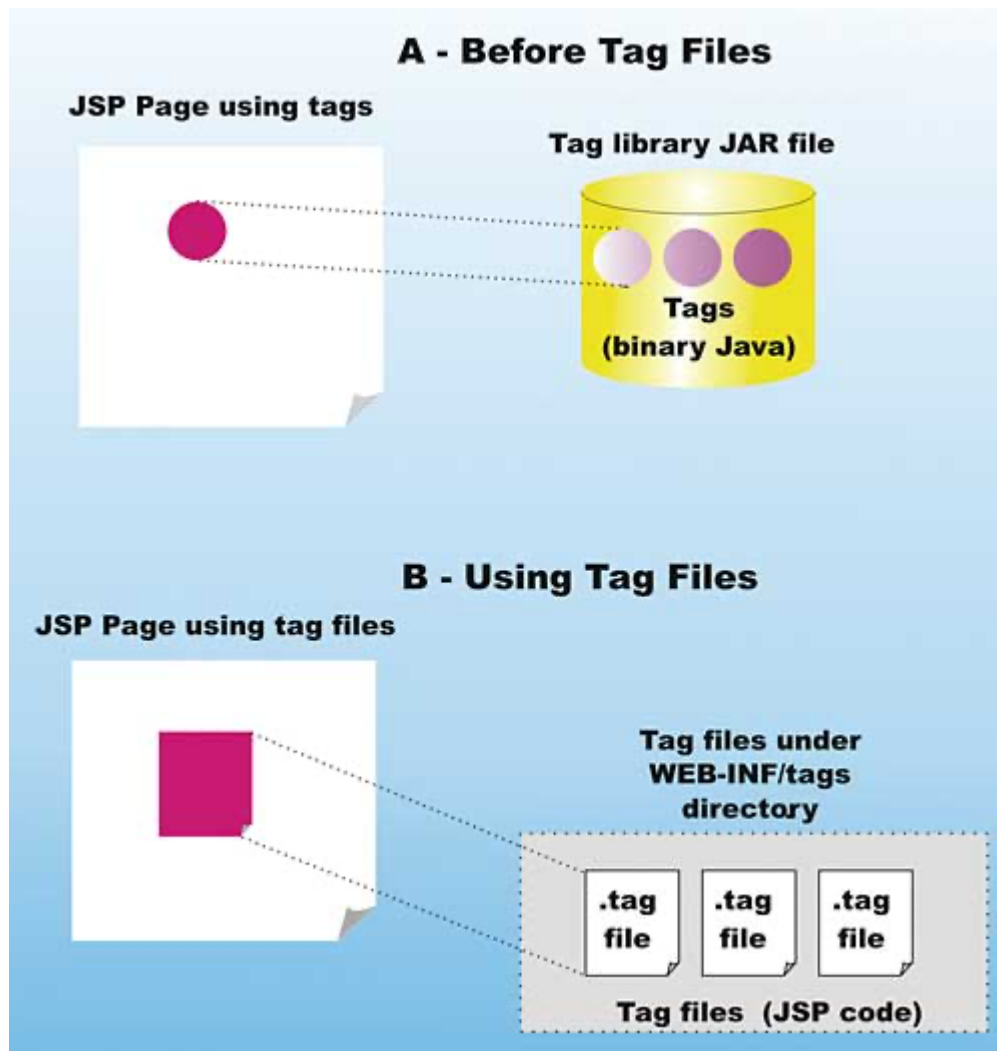 A - Before Tag Files
JSP Page using tags
Tag library JAR file
Tags
(binary Java)
B - Using Tag Files
JSP Page using tag files
Tag files under
WEB-INF/tags
directory
.tag
file
.tag
file
.tag
file
Tag files (JSP code)